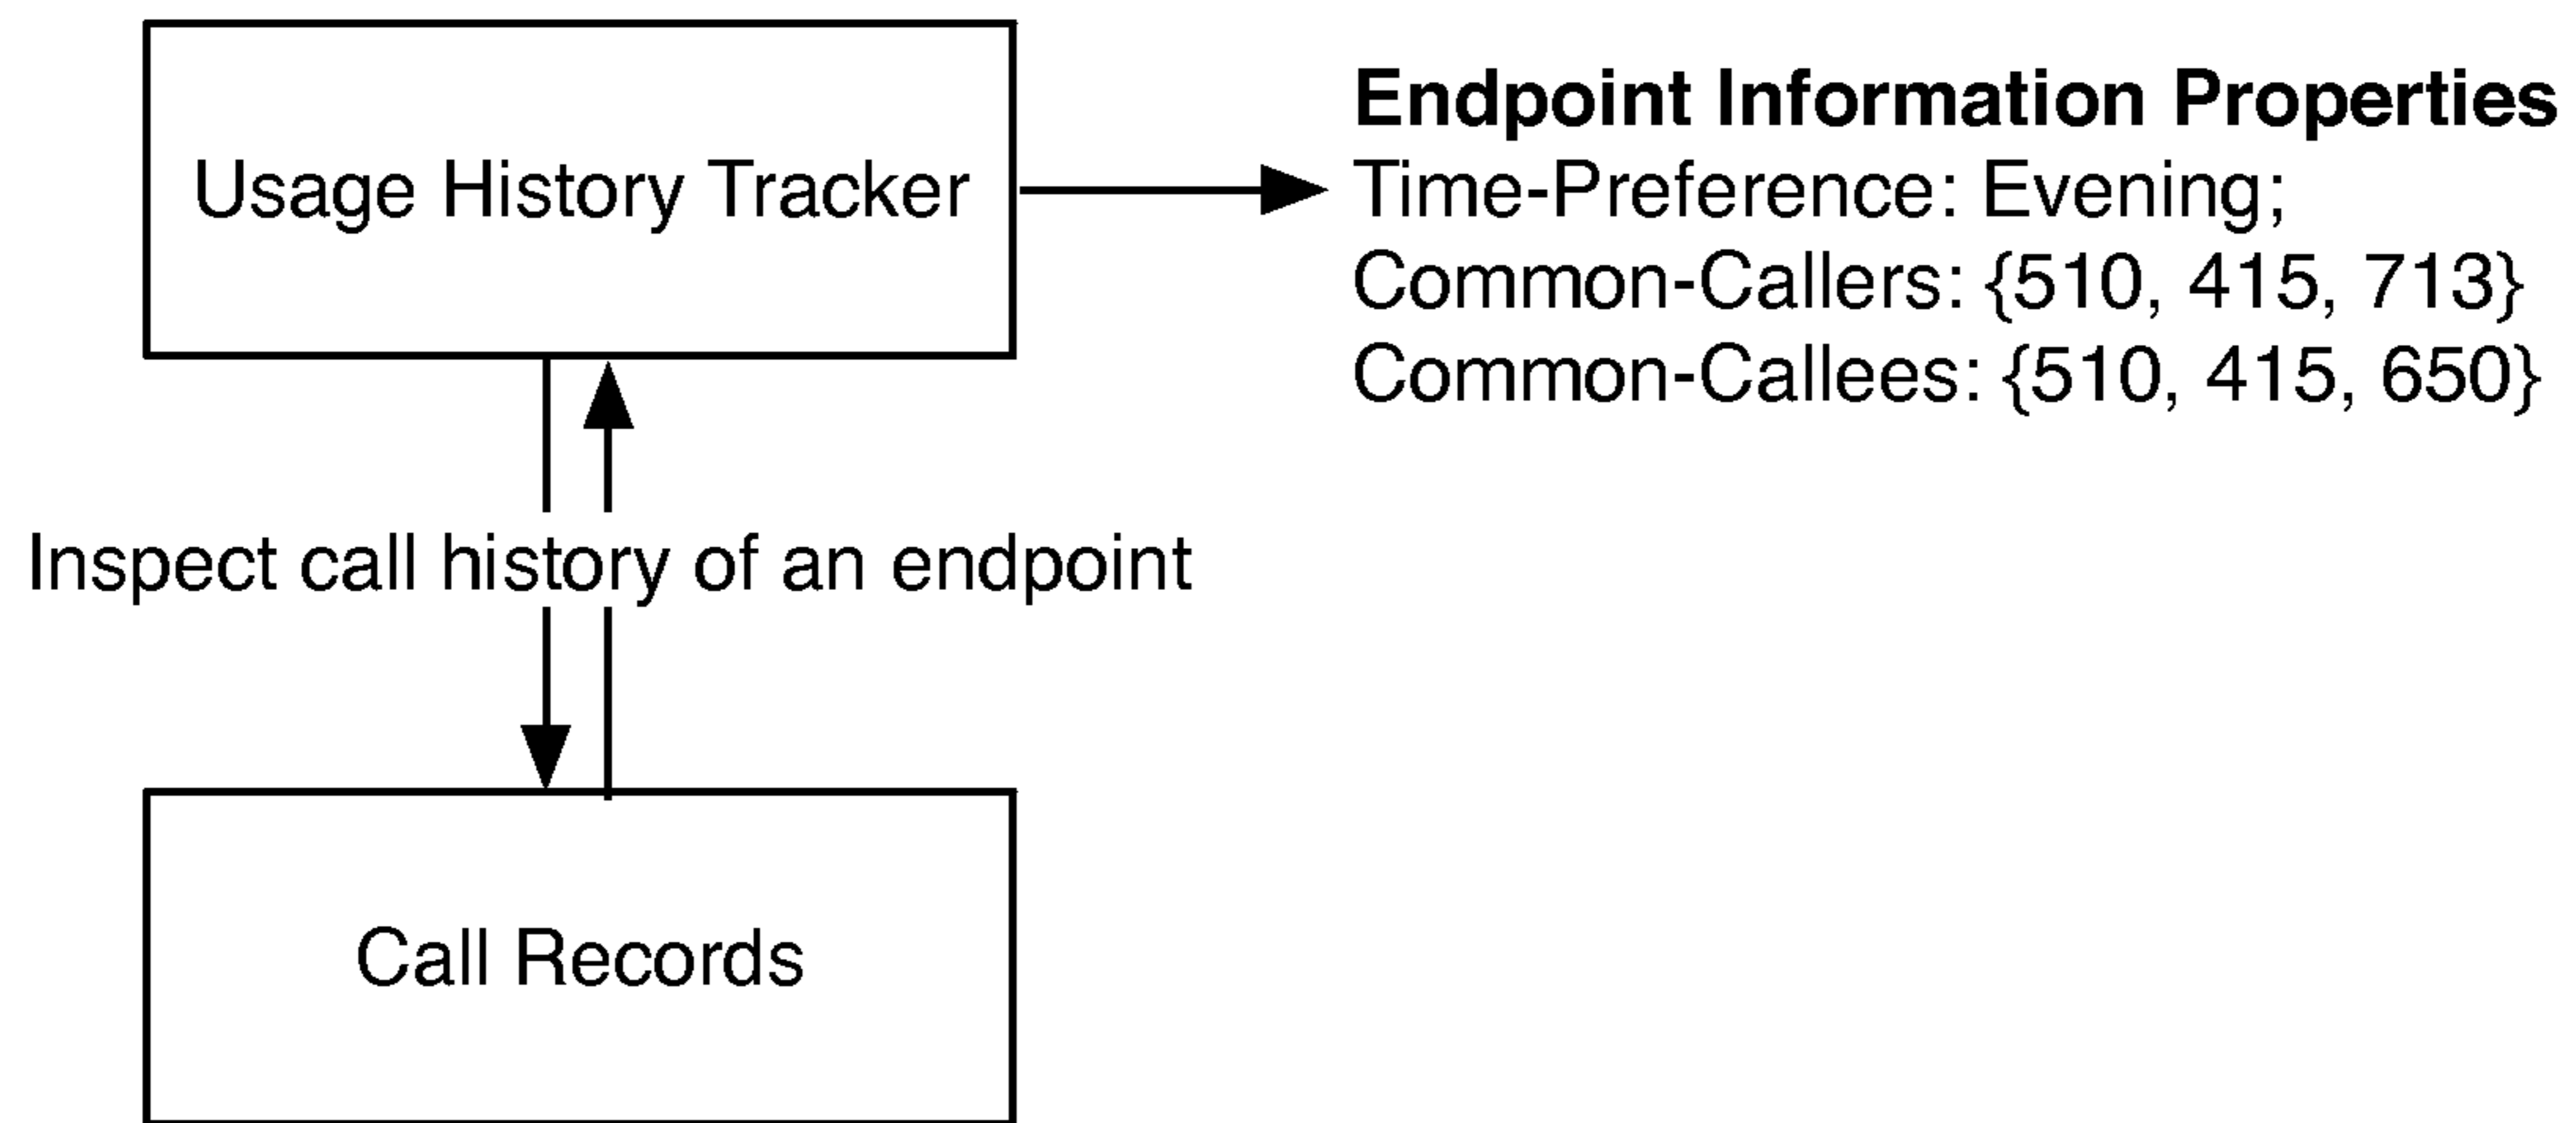 Usage History Tracker
Endpoint Information Properties
Time-Preference: Evening;
Common-Callers: {510, 415, 713}
Common-Callees: {510, 415, 650}
Inspect call history of an endpoint
Call Records